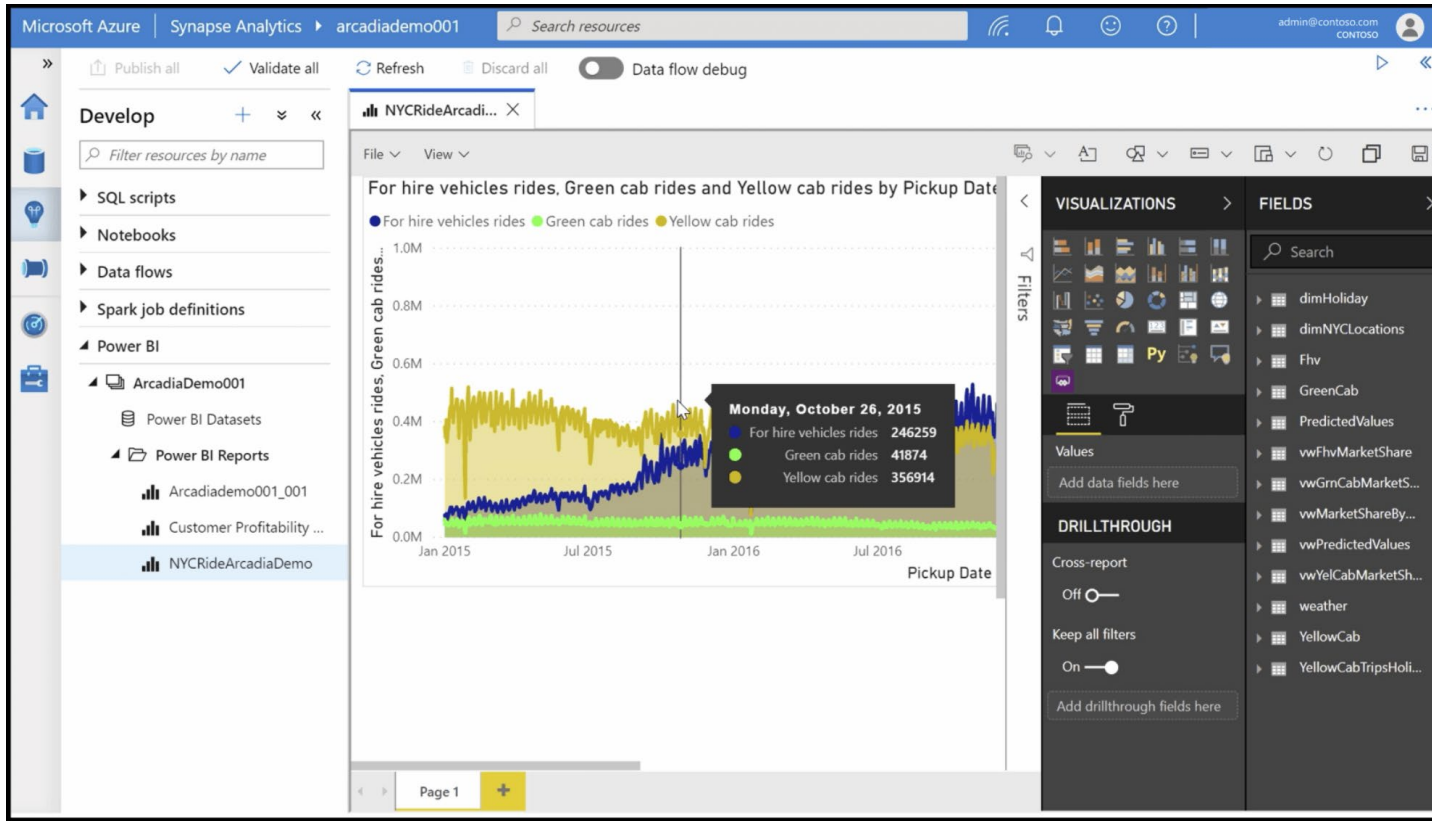 Microsoft Azure Synapse Analytics arcadiademo001 Search resources admin@contoso.com
CONTOSO
Publish all Validate all Refresh Discard all Data flow debug
Develop
Filter resources by name
SQL scripts
Notebooks
Data flows
Spark job definitions
Power BI
ArcadiaDemo001
Power BI Datasets
Power BI Reports
Arcadiademo001_001
Customer Profitability ...
NYCRideArcadiaDemo
NYCRideArcadi...
File View
For hire vehicles rides, Green cab rides and Yellow cab rides by Pickup Date
For hire vehicles rides Green cab rides Yellow cab rides
For hire vehicles rides, Green cab rides...
1.0M
0.8M
0.6M
0.4M
0.2M
0.0M
Jan 2015 Jul 2015 Jan 2016 Jul 2016
Pickup Date
Monday, October 26, 2015
For hire vehicles rides 246259
Green cab rides 41874
Yellow cab rides 356914
Page 1
Filters
VISUALIZATIONS
Py
Values
Add data fields here
DRILLTHROUGH
Cross-report
Off
Keep all filters
On
Add drillthrough fields here
FIELDS
Search
dimHoliday
dimNYCLocations
Fhv
GreenCab
PredictedValues
vwFhvMarketShare
vwGrnCabMarketS...
vwMarketShareBy...
vwPredictedValues
vwYelCabMarketSh...
weather
YellowCab
YellowCabTripsHoli...